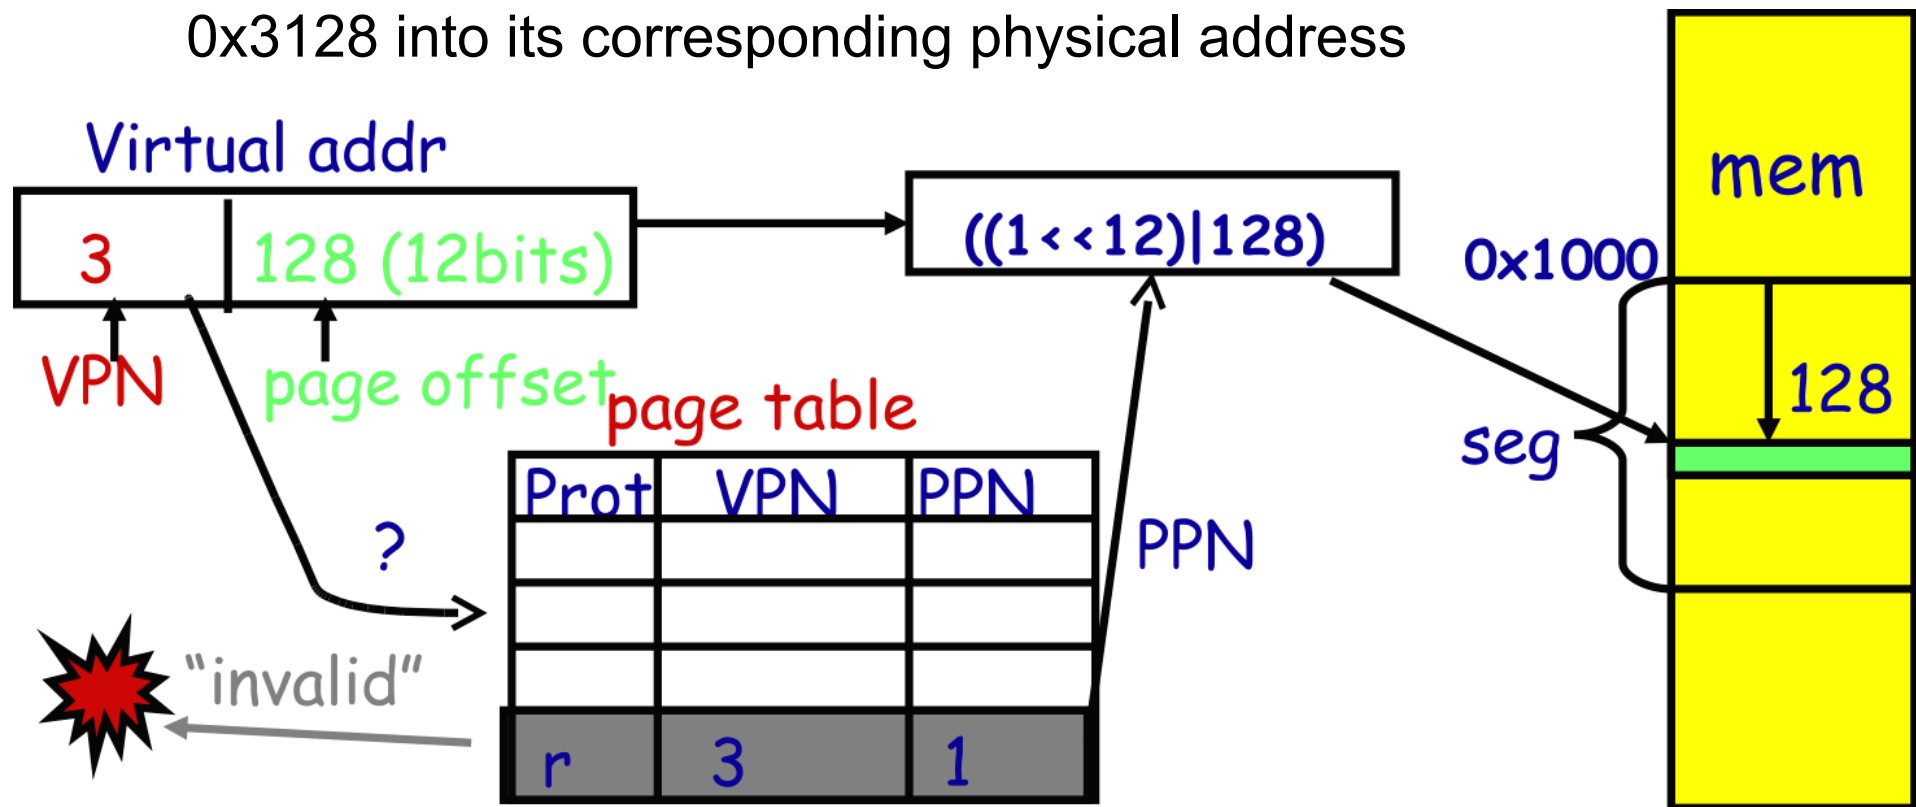 0x3128 into its corresponding physical address
Virtual addr
3 128 (12bits)
((1<<12)|128)
mem
0x1000
VPN page offset
128
page table
seg
Prot VPN PPN
?
PPN
"invalid"
r 3 1